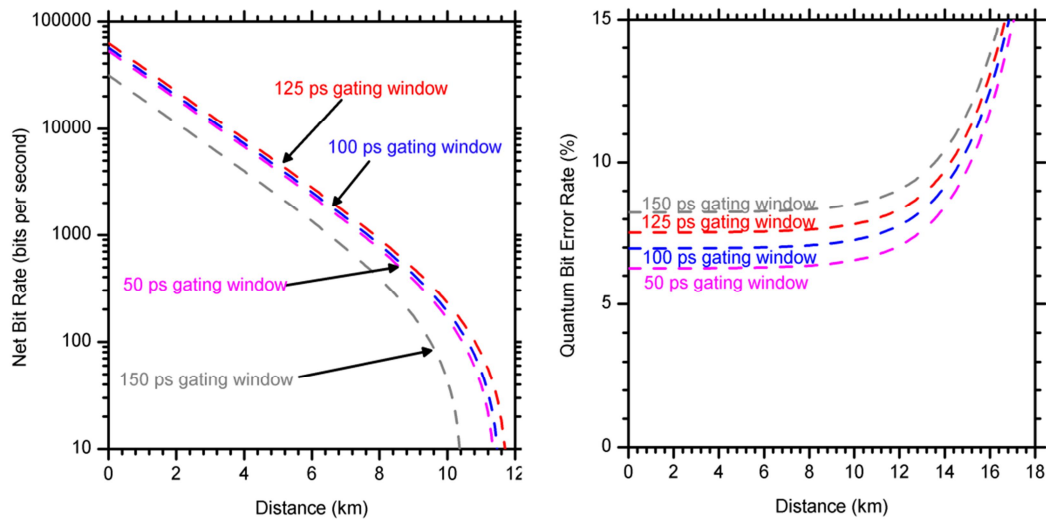 100000
10000
1000
100
10
0
2
4
6
8
10
12
Net Bit Rate (bits per second)
Distance (km)
125 ps gating window
100 ps gating window
50 ps gating window
150 ps gating window
15
10
5
0
0
2
4
6
8
10
12
14
16
18
Quantum Bit Error Rate (%)
Distance (km)
150 ps gating window
125 ps gating window
100 ps gating window
50 ps gating window